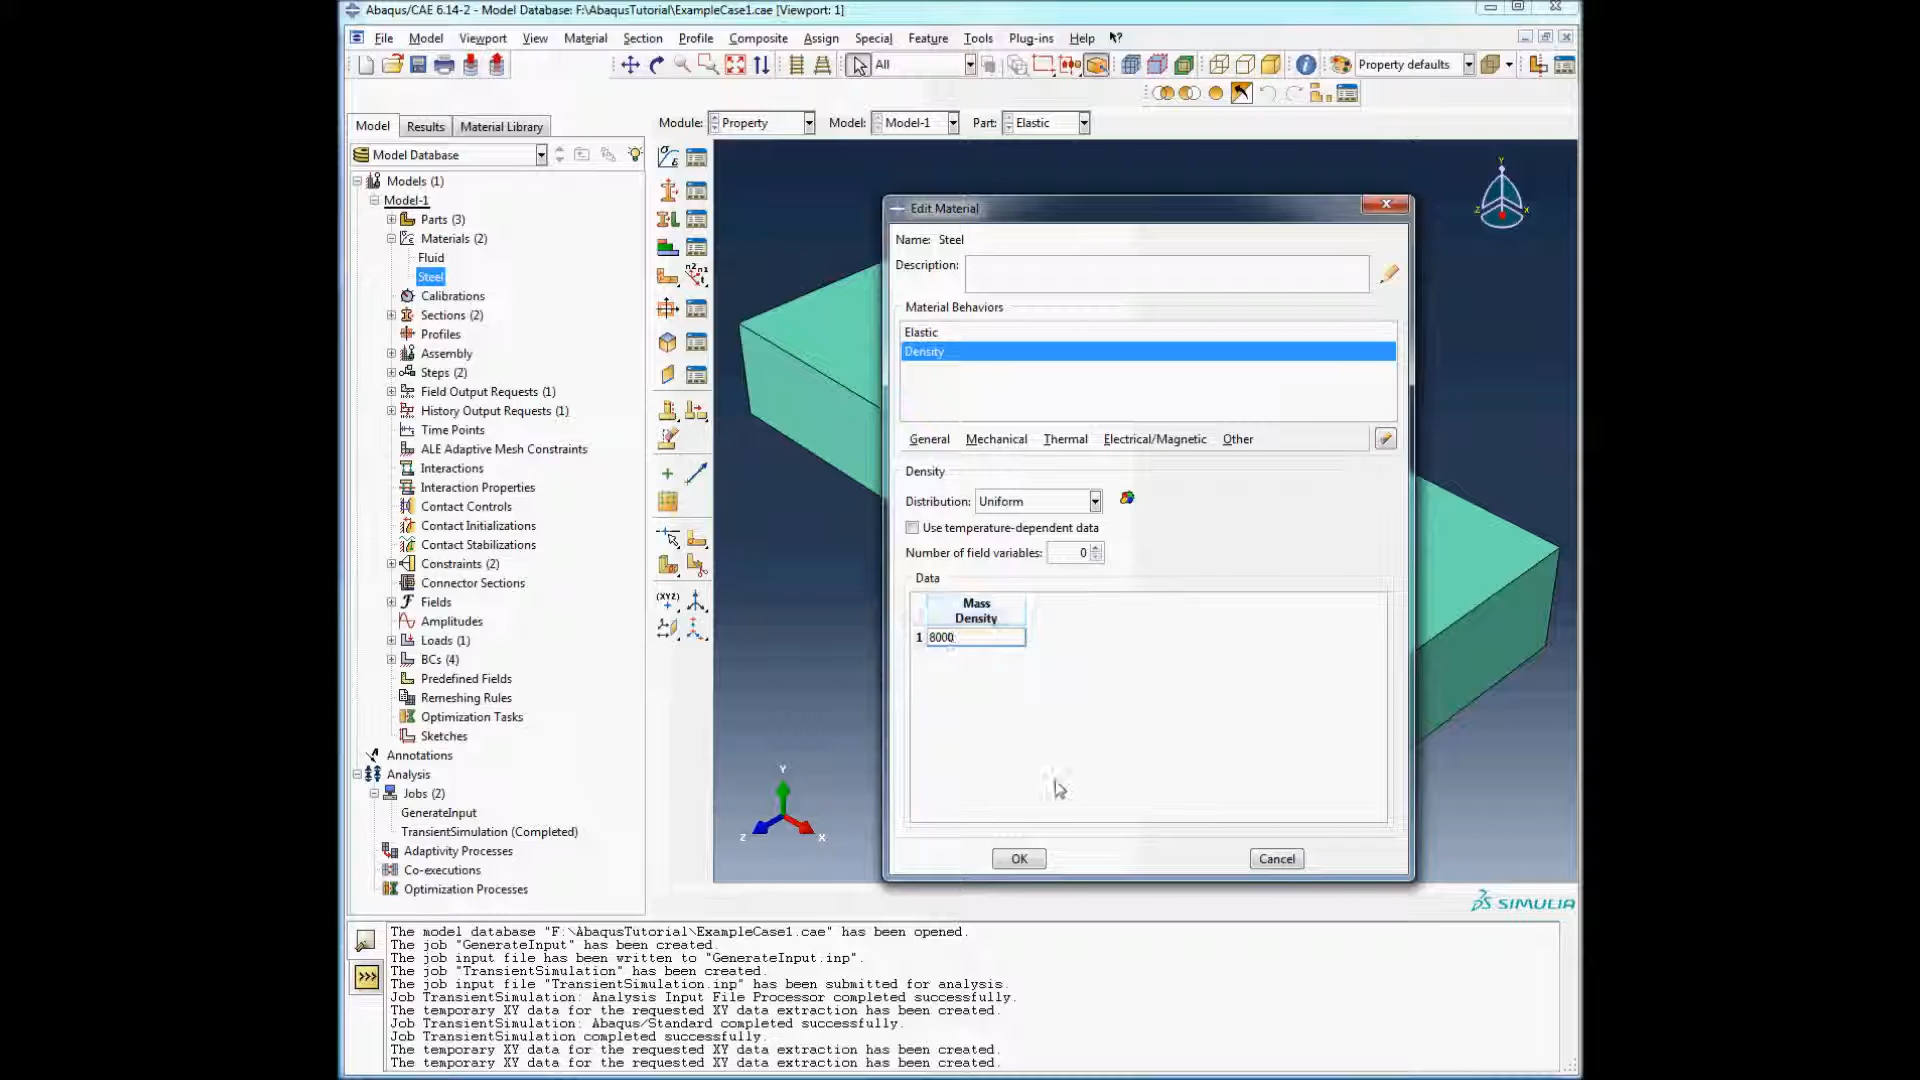 Abaqus/CAE 6.14-2 - Model Database: F:\AbaqusTutorial\ExampleCase1.cae [Viewport: 1]
File Model Viewport View Material Section Profile Composite Assign Special Feature Tools Plug-ins Help
All
Property defaults
Model Results Material Library
Module: Property Model: Model-1 Part: Elastic
Model Database
Models (1)
Model-1
Parts (3)
Materials (2)
Fluid
Steel
Calibrations
Sections (2)
Profiles
Assembly
Steps (2)
Field Output Requests (1)
History Output Requests (1)
Time Points
ALE Adaptive Mesh Constraints
Interactions
Interaction Properties
Contact Controls
Contact Initializations
Contact Stabilizations
Constraints (2)
Connector Sections
Fields
Amplitudes
Loads (1)
BCs (4)
Predefined Fields
Remeshing Rules
Optimization Tasks
Sketches
Annotations
Analysis
Jobs (2)
GenerateInput
TransientSimulation (Completed)
Adaptivity Processes
Co-executions
Optimization Processes
(XYZ)
Y
Z
X
Y
Z
X
Edit Material
Name: Steel
Description:
Material Behaviors
Elastic
Density
General Mechanical Thermal Electrical/Magnetic Other
Density
Distribution: Uniform
Use temperature-dependent data
Number of field variables: 0
Data
Mass
Density
1 8000
OK Cancel
SIMULIA
The model database "F:\AbaqusTutorial\ExampleCase1.cae" has been opened.
The job "GenerateInput" has been created.
The job input file has been written to "GenerateInput.inp".
The job "TransientSimulation" has been created.
The job input file "TransientSimulation.inp" has been submitted for analysis.
Job TransientSimulation: Analysis Input File Processor completed successfully.
The temporary XY data for the requested XY data extraction has been created.
Job TransientSimulation: Abaqus/Standard completed successfully.
Job TransientSimulation completed successfully.
The temporary XY data for the requested XY data extraction has been created.
The temporary XY data for the requested XY data extraction has been created.